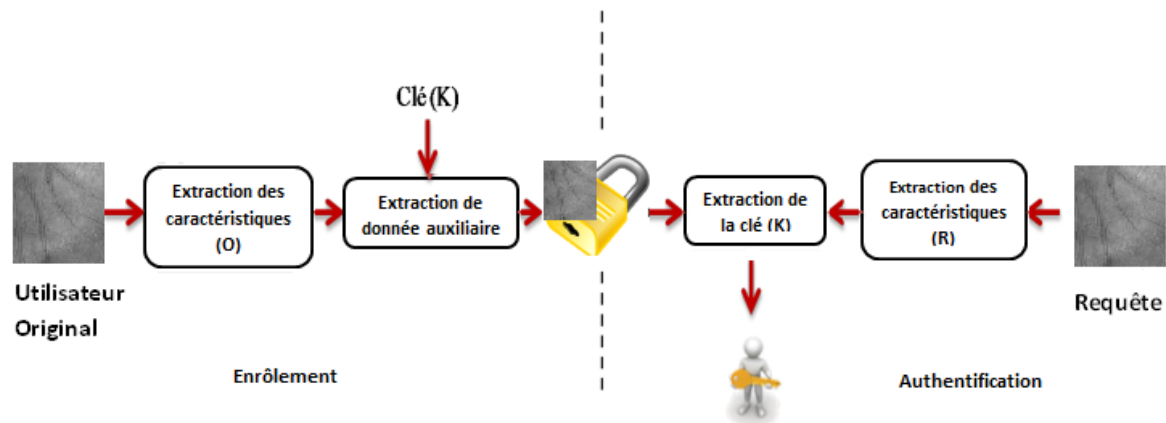 Clé (K)
Extraction des
caractéristiques
(O)
Extraction de
donnée auxiliaire
Extraction de
la clé (K)
Extraction des
caractéristiques
(R)
Utilisateur
Original
Requête
Enrôlement
Authentification